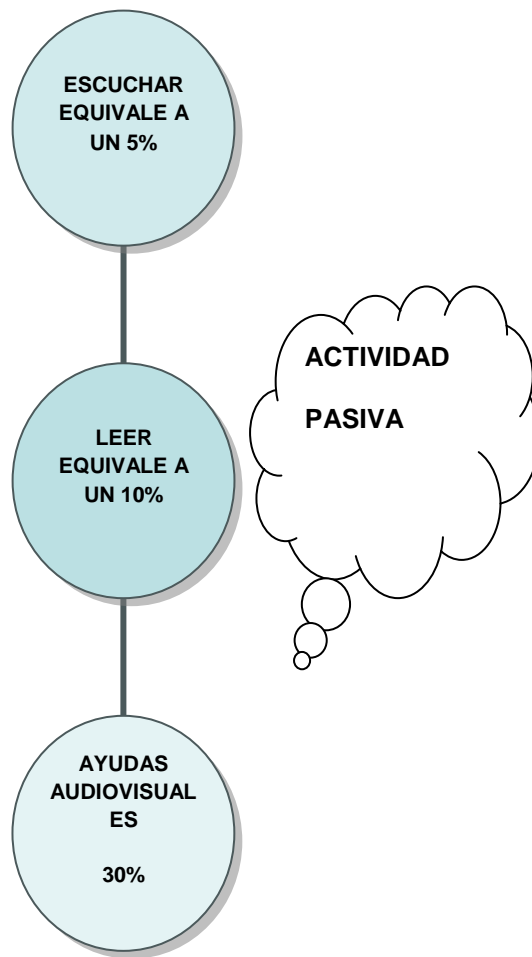 ESCUCHAR
EQUIVALE A
UN 5%
LEER
EQUIVALE A
UN 10%
ACTIVIDAD
PASIVA
AYUDAS
AUDIOVISUAL
ES
30%